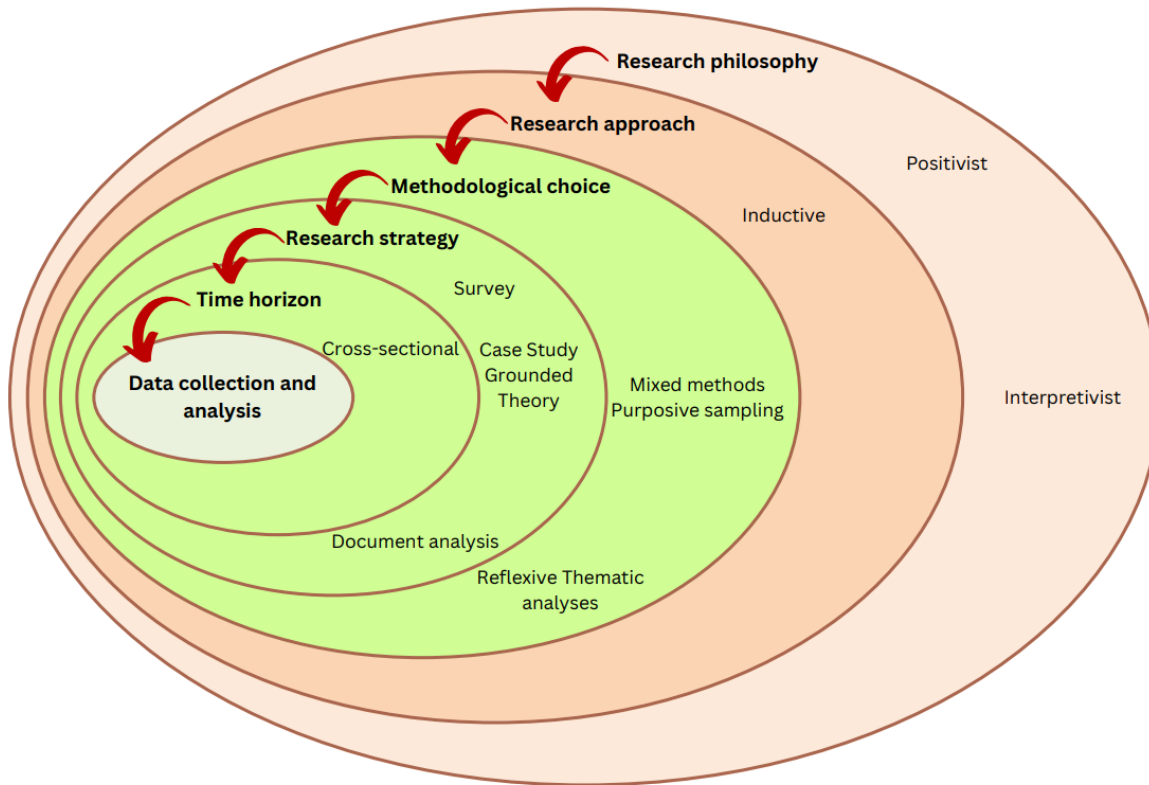 Research philosophy
Research approach
Positivist
Methodological choice
Inductive
Research strategy
Survey
Time horizon
Cross-sectional
Case Study
Grounded
Theory
Data collection and
analysis
Mixed methods
Purposive sampling
Interpretivist
Document analysis
Reflexive Thematic
analyses